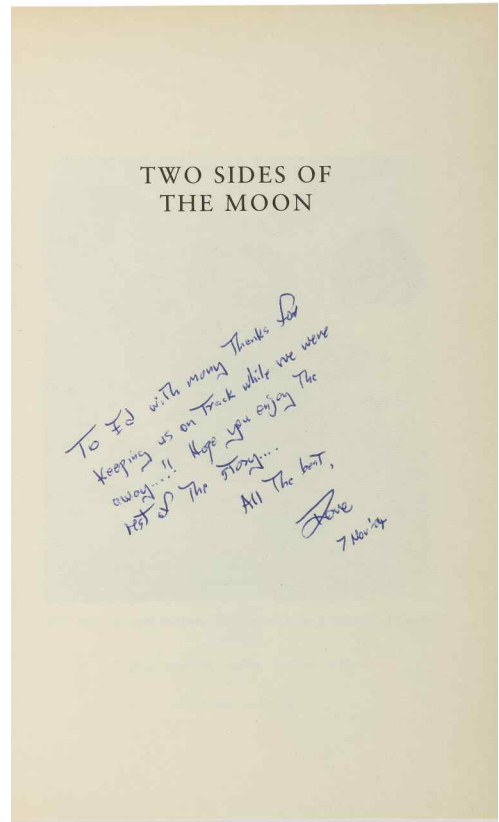 TWO SIDES OF
THE MOON
To Ed with many Thanks for
keeping us on Track while we were
away....!! Hope you enjoy The
rest of The story....
All The best,
Dave
7 Nov '04